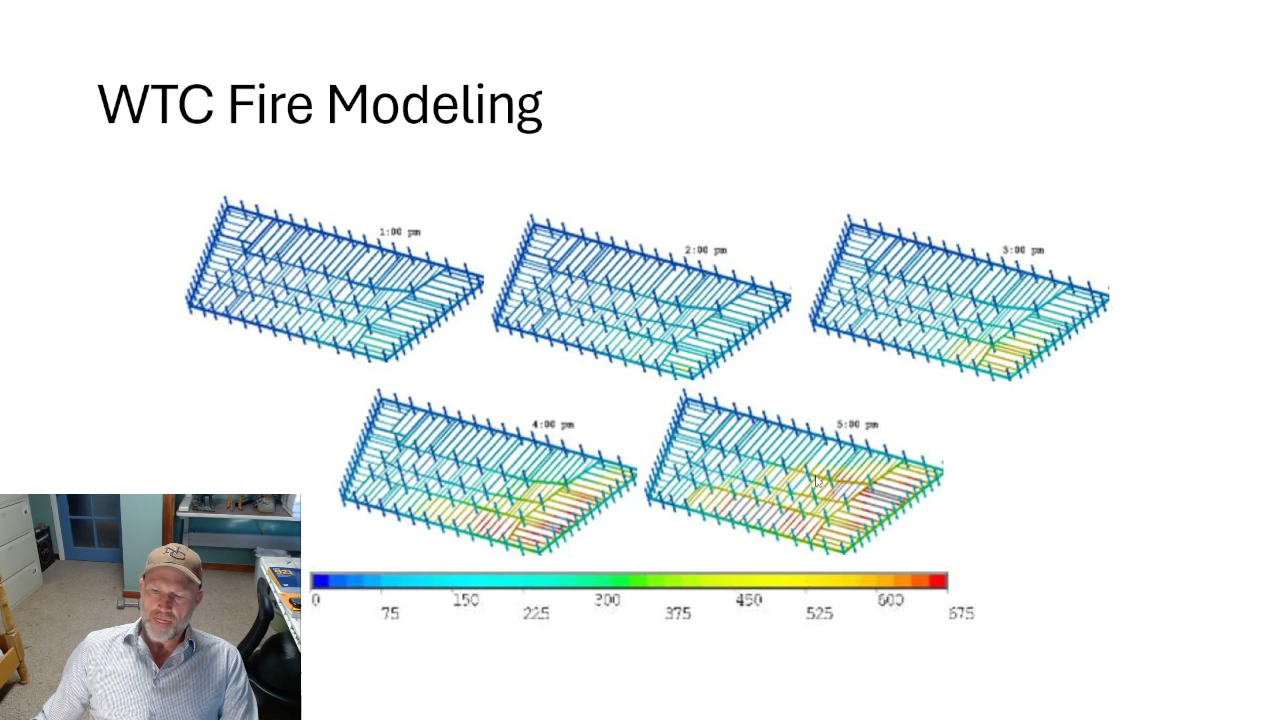 WTC Fire Modeling
1:00 pm
2:00 pm
3:00 pm
4:00 pm
5:00 pm
0 75 150 225 300 375 450 525 600 675